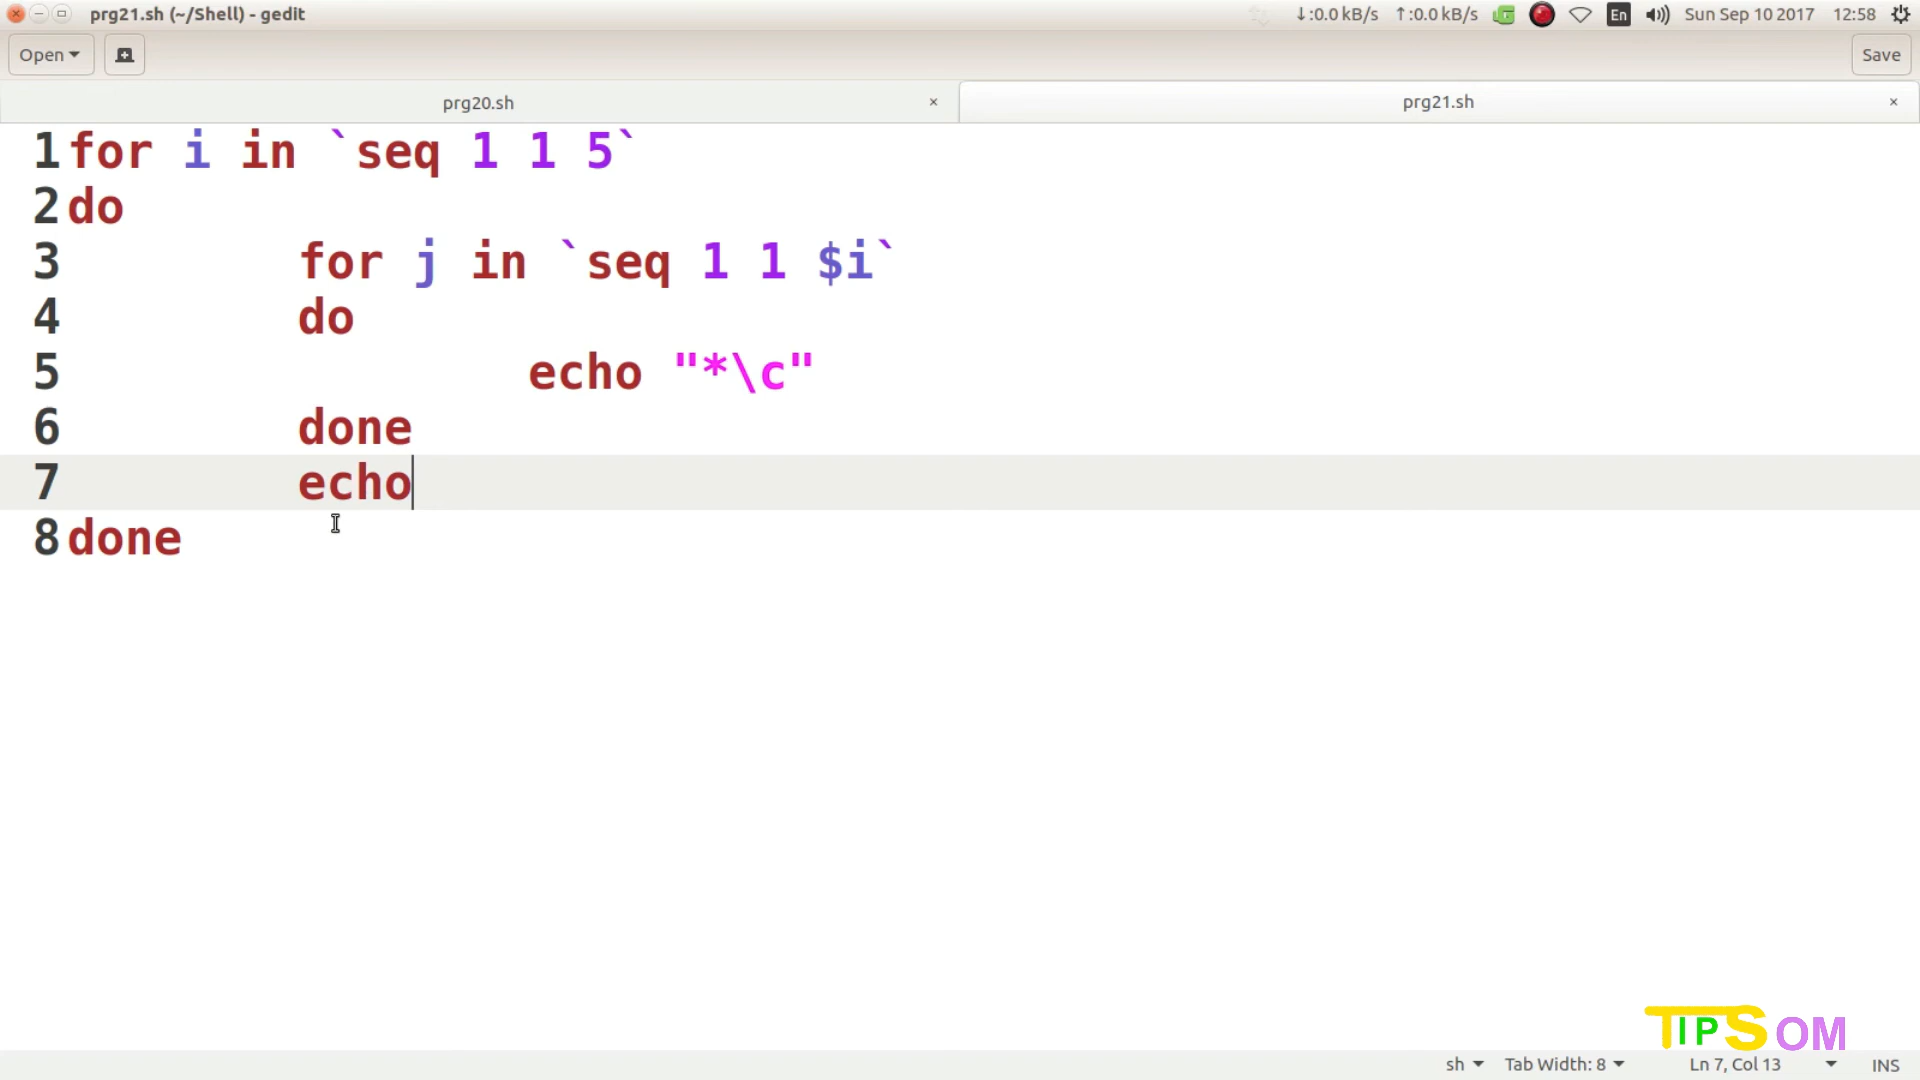 prg21.sh (~/Shell) - gedit
↓:0.0 kB/s ↑:0.0 kB/s En Sun Sep 10 2017 12:58
Open Save
prg20.sh × prg21.sh ×
1 for i in `seq 1 1 5`
2 do
3 for j in `seq 1 1 $i`
4 do
5 echo "*\c"
6 done
7 echo
8 done
TIPSOM
sh Tab Width: 8 Ln 7, Col 13 INS